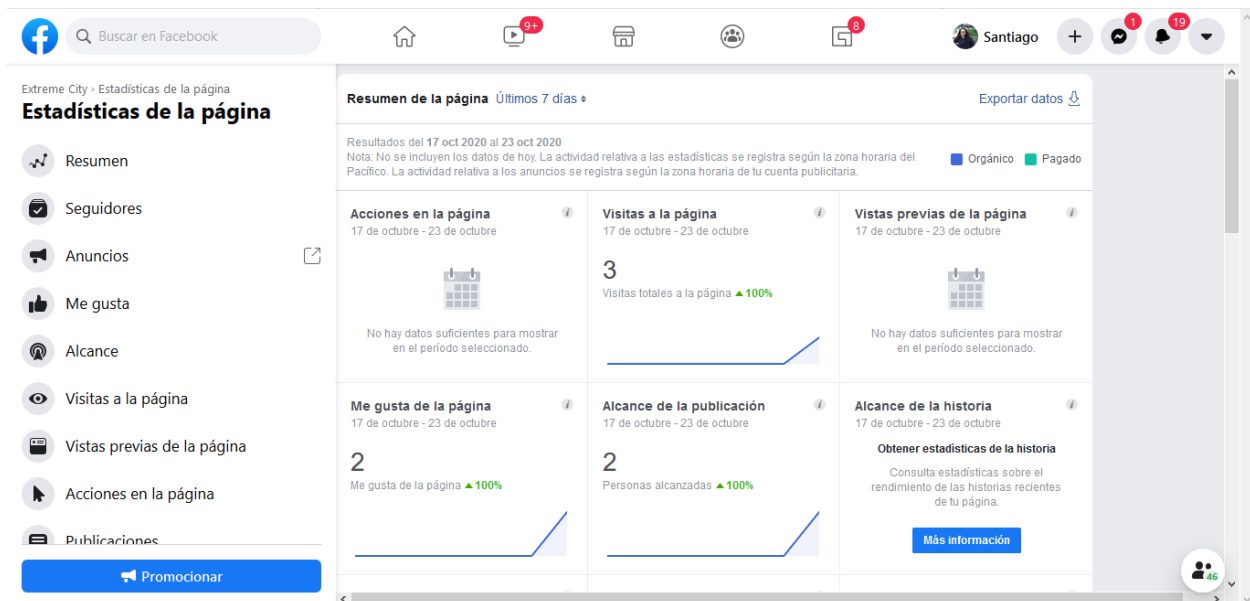 Buscar en Facebook
9+
8
Santiago
1
19
Extreme City › Estadísticas de la página
Estadísticas de la página
Resumen
Seguidores
Anuncios
Me gusta
Alcance
Visitas a la página
Vistas previas de la página
Acciones en la página
Publicaciones
Promocionar
Resumen de la página Últimos 7 días
Exportar datos
Resultados del 17 oct 2020 al 23 oct 2020
Nota: No se incluyen los datos de hoy. La actividad relativa a las estadísticas se registra según la zona horaria del
Pacífico. La actividad relativa a los anuncios se registra según la zona horaria de tu cuenta publicitaria.
Orgánico Pagado
Acciones en la página
17 de octubre - 23 de octubre
No hay datos suficientes para mostrar
en el período seleccionado.
Visitas a la página
17 de octubre - 23 de octubre
3
Visitas totales a la página ▲ 100%
Vistas previas de la página
17 de octubre - 23 de octubre
No hay datos suficientes para mostrar
en el período seleccionado.
Me gusta de la página
17 de octubre - 23 de octubre
2
Me gusta de la página ▲ 100%
Alcance de la publicación
17 de octubre - 23 de octubre
2
Personas alcanzadas ▲ 100%
Alcance de la historia
17 de octubre - 23 de octubre
Obtener estadísticas de la historia
Consulta estadísticas sobre el
rendimiento de las historias recientes
de tu página.
Más información
46